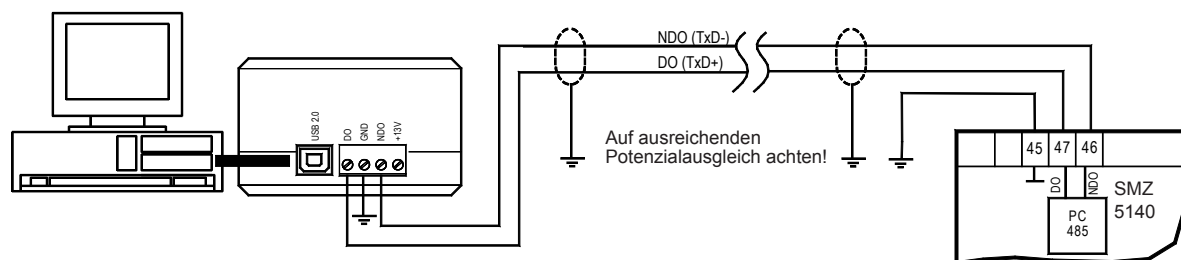 NDO (TxD-)
DO (TxD+)
USB 2.0
DO
GND
NDO
+13V
Auf ausreichenden
Potenzialausgleich achten!
45 47 46
DO
NDO
SMZ
5140
PC
485